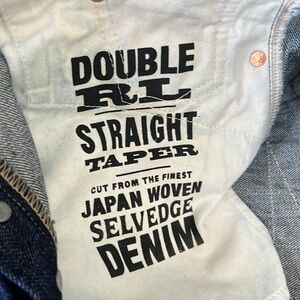 DOUBLE
RL
STRAIGHT
TAPER
CUT FROM THE FINEST
JAPAN WOVEN
SELVEDGE
DENIM